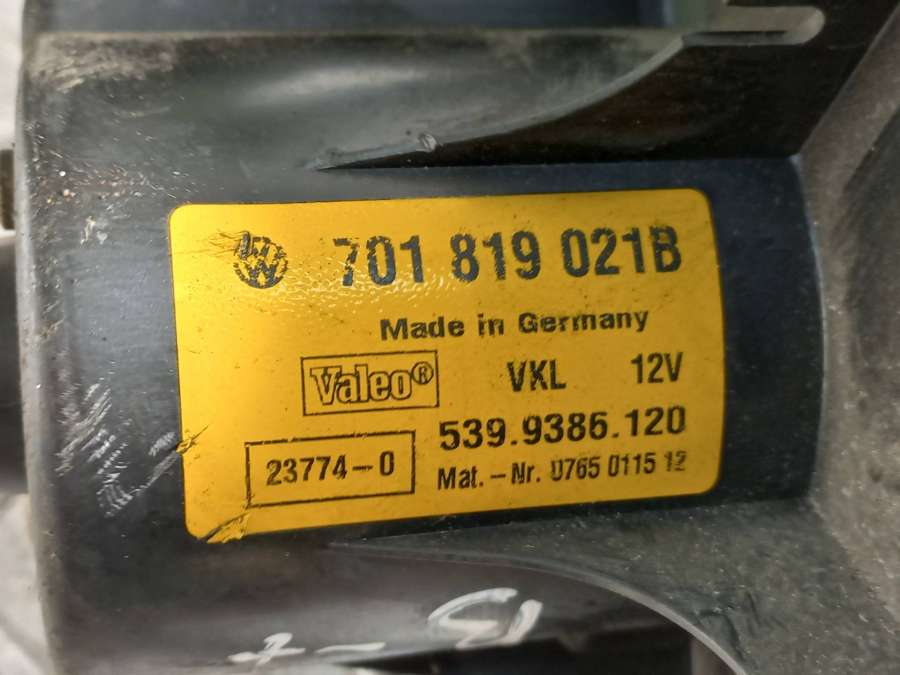 701 819 021B
Made in Germany
Valeo® VKL 12V
539.9386.120
23774-0
Mat.-Nr. 0765 0115 12